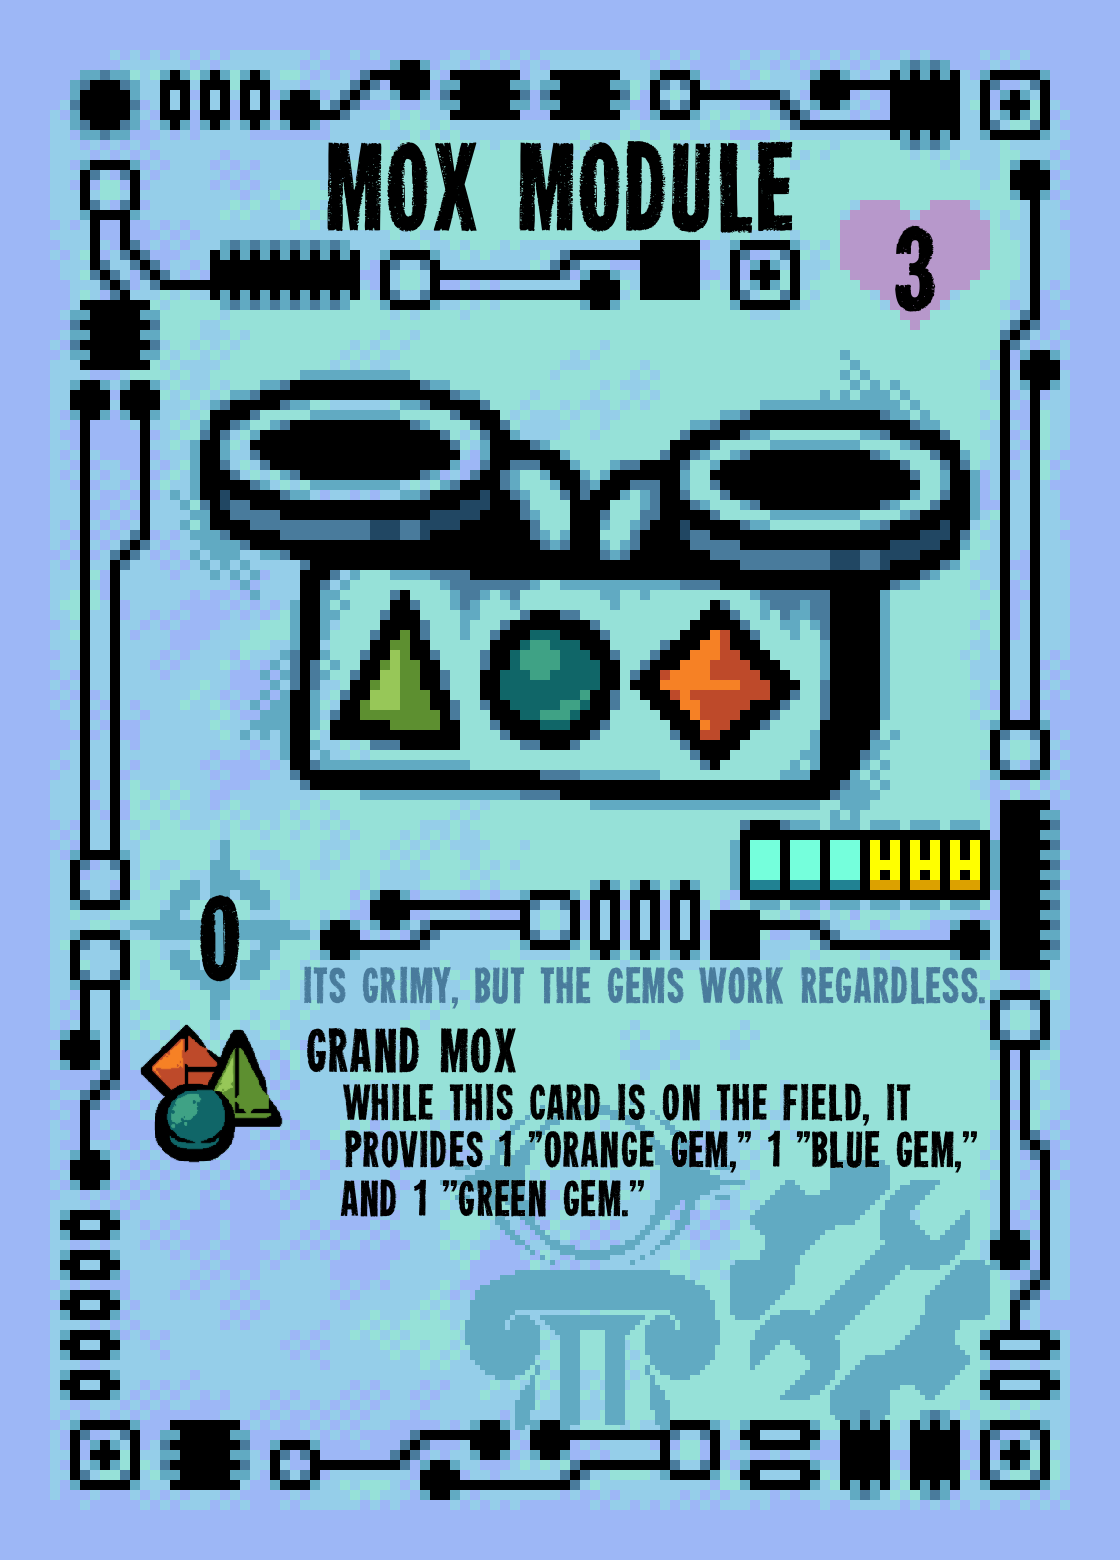 MOX MODULE
3
0
ITS GRIMY, BUT THE GEMS WORK REGARDLESS.
GRAND MOX
WHILE THIS CARD IS ON THE FIELD, IT
PROVIDES 1 "ORANGE GEM," 1 "BLUE GEM,"
AND 1 "GREEN GEM."